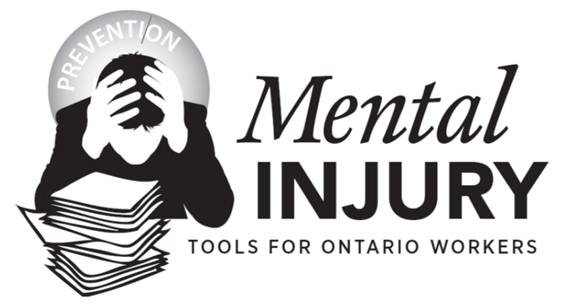 PREVENTION
Mental
INJURY
TOOLS FOR ONTARIO WORKERS